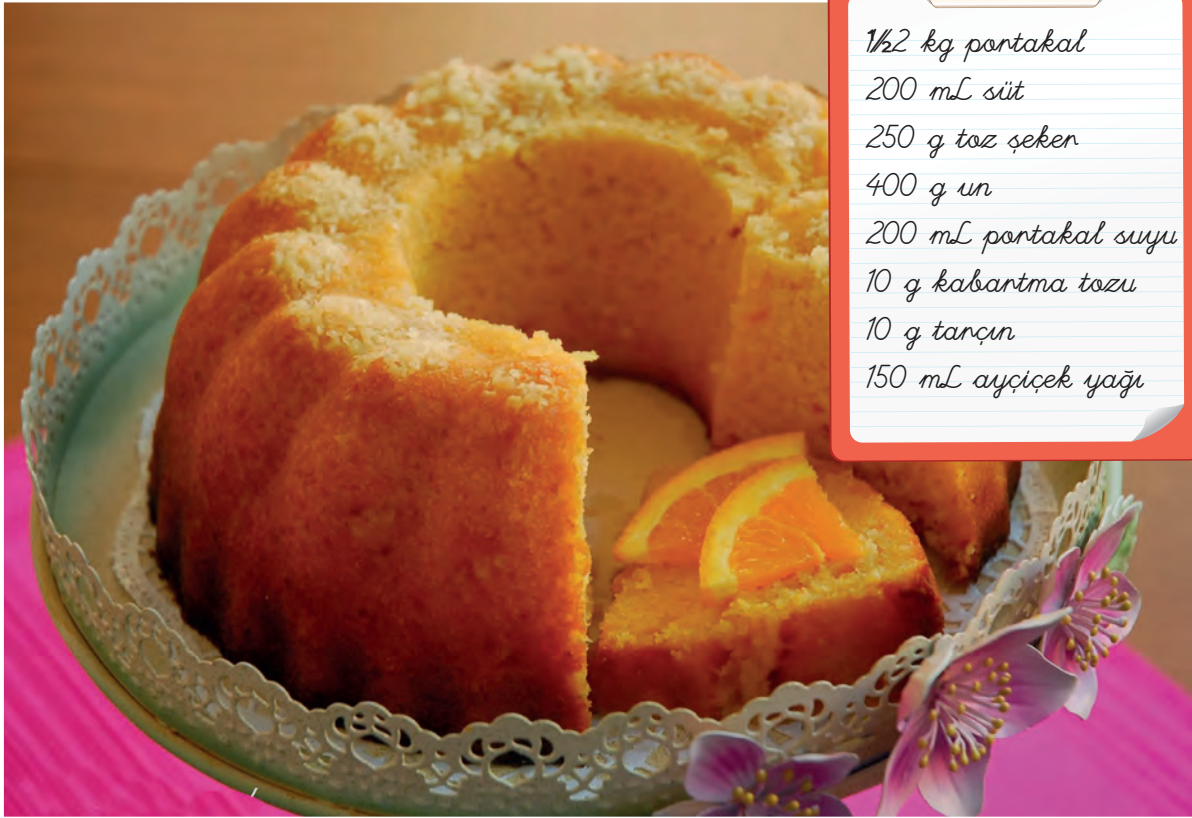 1½2 kg portakal
200 mL süt
250 g toz şeker
400 g un
200 mL portakal suyu
10 g kabartma tozu
10 g tarçın
150 mL ayçiçek yağı